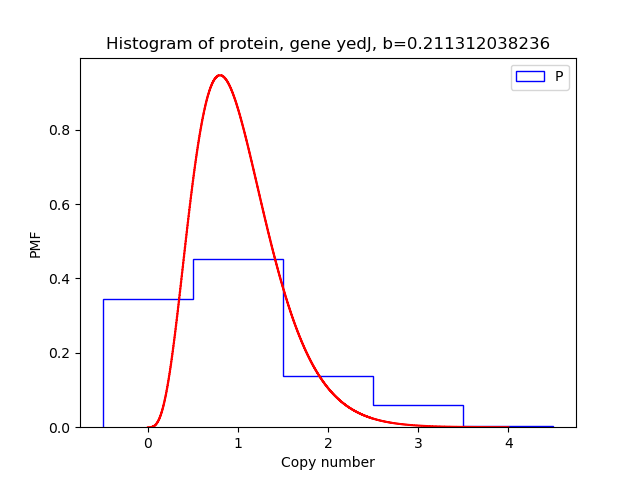 Histogram of protein, gene yedJ, b=0.211312038236
P
0.8
0.6
0.4
0.2
0.0
PMF
0 1 2 3 4
Copy number